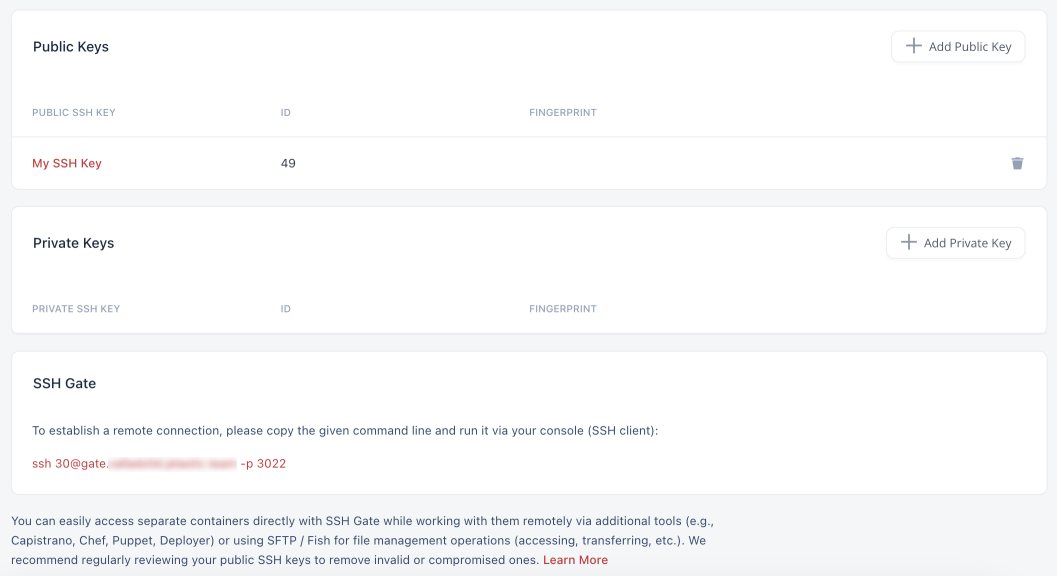 Public Keys
Add Public Key
PUBLIC SSH KEY ID FINGERPRINT
My SSH Key 49
Private Keys
Add Private Key
PRIVATE SSH KEY ID FINGERPRINT
SSH Gate
To establish a remote connection, please copy the given command line and run it via your console (SSH client):
ssh 30@gate. -p 3022
You can easily access separate containers directly with SSH Gate while working with them remotely via additional tools (e.g.,
Capistrano, Chef, Puppet, Deployer) or using SFTP / Fish for file management operations (accessing, transferring, etc.). We
recommend regularly reviewing your public SSH keys to remove invalid or compromised ones. Learn More